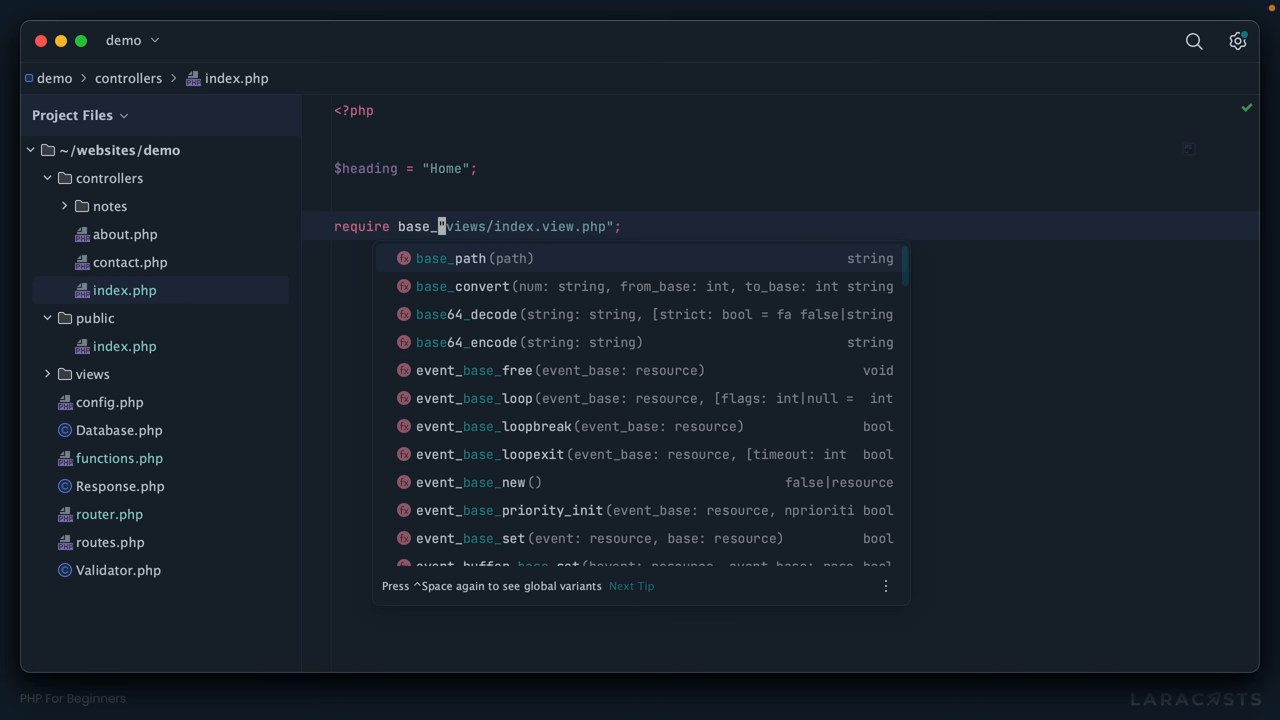 demo
demo > controllers > index.php
Project Files
~/websites/demo
controllers
notes
about.php
contact.php
index.php
public
index.php
views
config.php
Database.php
functions.php
Response.php
router.php
routes.php
Validator.php
<?php
$heading = "Home";
require base_"views/index.view.php";
base_path(path) string
base_convert(num: string, from_base: int, to_base: int string
base64_decode(string: string, [strict: bool = fa false|string
base64_encode(string: string) string
event_base_free(event_base: resource) void
event_base_loop(event_base: resource, [flags: int|null = int
event_base_loopbreak(event_base: resource) bool
event_base_loopexit(event_base: resource, [timeout: int bool
event_base_new() false|resource
event_base_priority_init(event_base: resource, nprioriti bool
event_base_set(event: resource, base: resource) bool
event_buffer_base_set(bevent: resource, event_base: reso bool
Press ^Space again to see global variants Next Tip
PHP For Beginners
LARACASTS